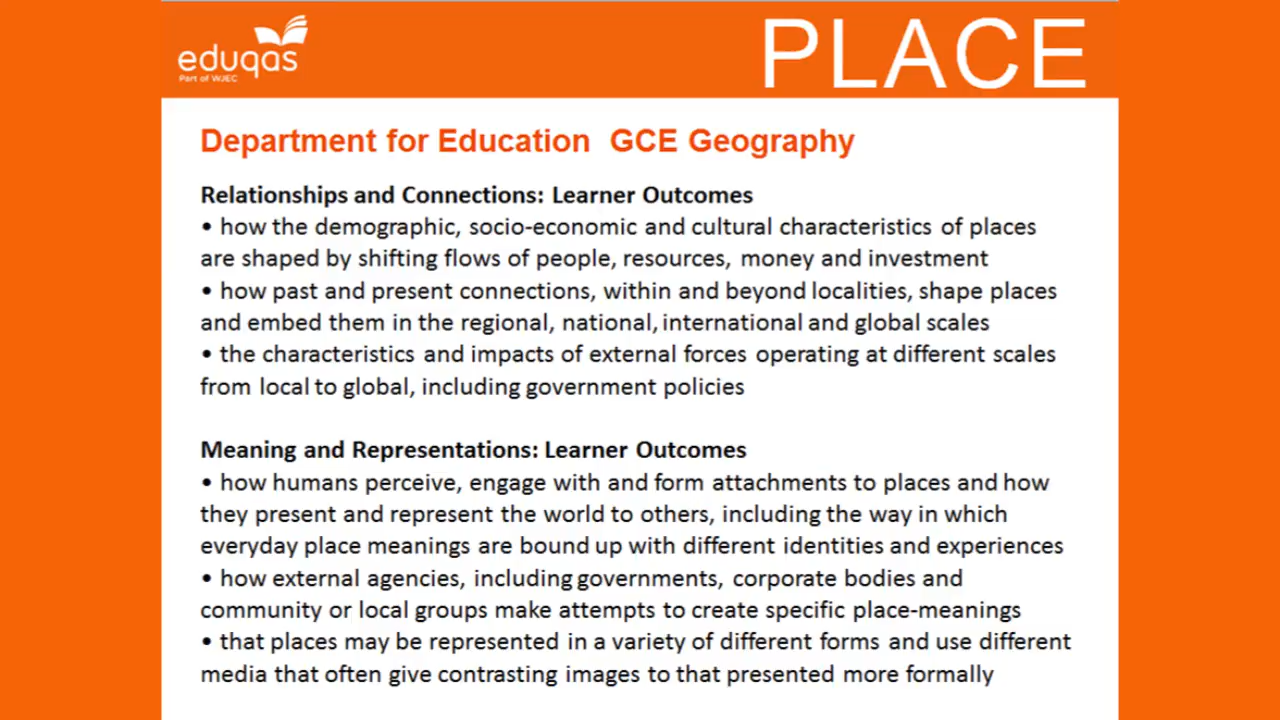 eduqas
Part of WJEC
PLACE
Department for Education GCE Geography
Relationships and Connections: Learner Outcomes
• how the demographic, socio-economic and cultural characteristics of places
are shaped by shifting flows of people, resources, money and investment
• how past and present connections, within and beyond localities, shape places
and embed them in the regional, national, international and global scales
• the characteristics and impacts of external forces operating at different scales
from local to global, including government policies
Meaning and Representations: Learner Outcomes
• how humans perceive, engage with and form attachments to places and how
they present and represent the world to others, including the way in which
everyday place meanings are bound up with different identities and experiences
• how external agencies, including governments, corporate bodies and
community or local groups make attempts to create specific place-meanings
• that places may be represented in a variety of different forms and use different
media that often give contrasting images to that presented more formally